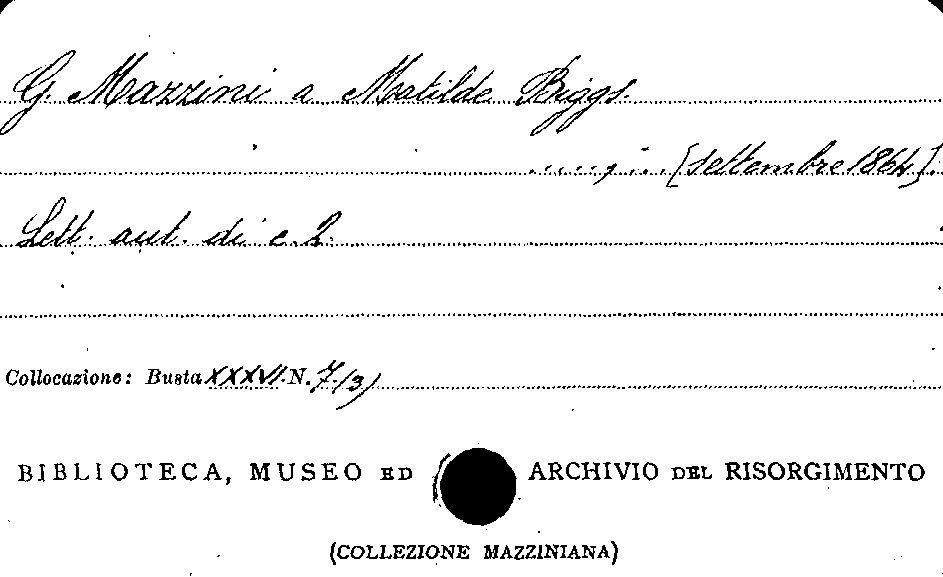 G. Mazzini a Matilde Biggs.
....., ... [settembre 1864].
Lett. aut. di c. 2.
Collocazione: Busta XXXVI. N. 7 (3)
BIBLIOTECA, MUSEO ED ARCHIVIO DEL RISORGIMENTO
(COLLEZIONE MAZZINIANA)